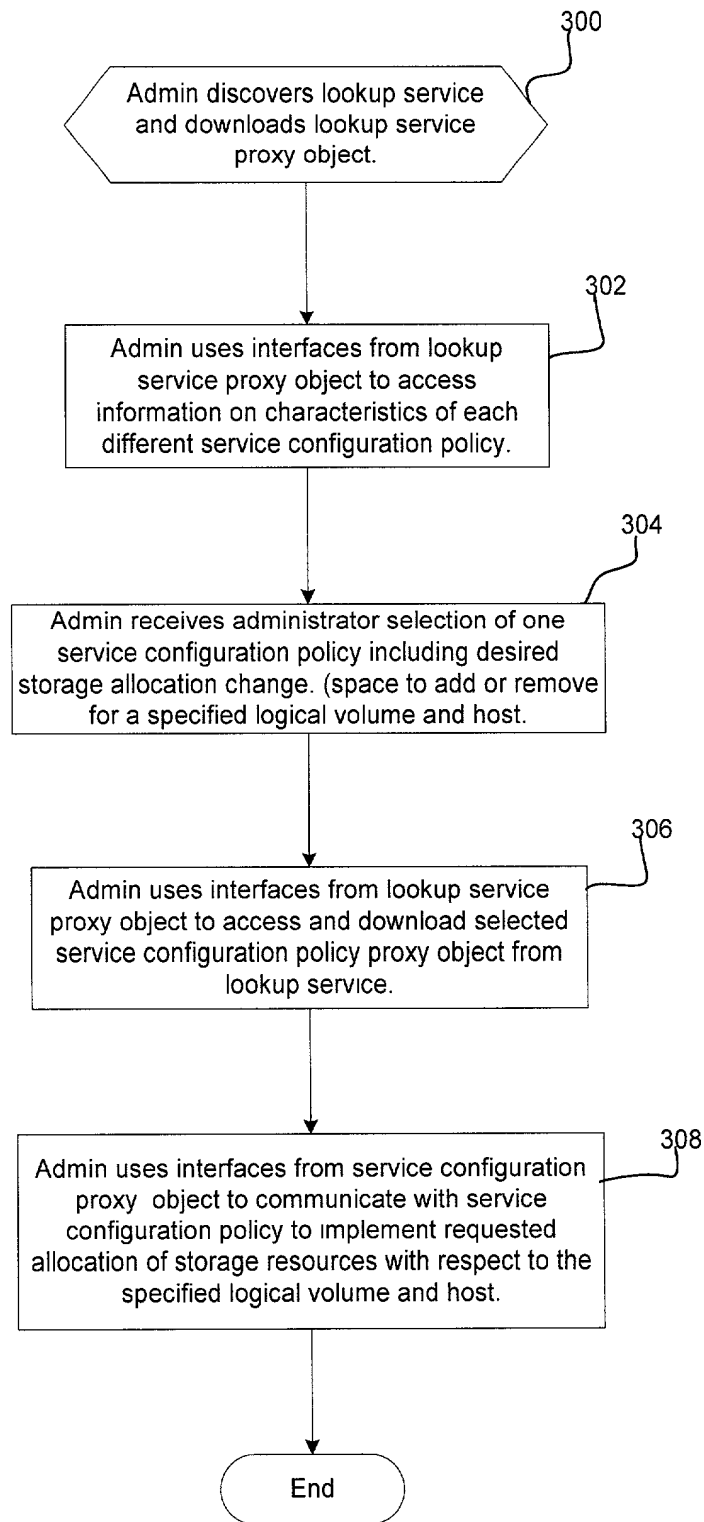 300
Admin discovers lookup service
and downloads lookup service
proxy object.
302
Admin uses interfaces from lookup
service proxy object to access
information on characteristics of each
different service configuration policy.
304
Admin receives administrator selection of one
service configuration policy including desired
storage allocation change. (space to add or remove
for a specified logical volume and host.
306
Admin uses interfaces from lookup service
proxy object to access and download selected
service configuration policy proxy object from
lookup service.
308
Admin uses interfaces from service configuration
proxy object to communicate with service
configuration policy to implement requested
allocation of storage resources with respect to the
specified logical volume and host.
End